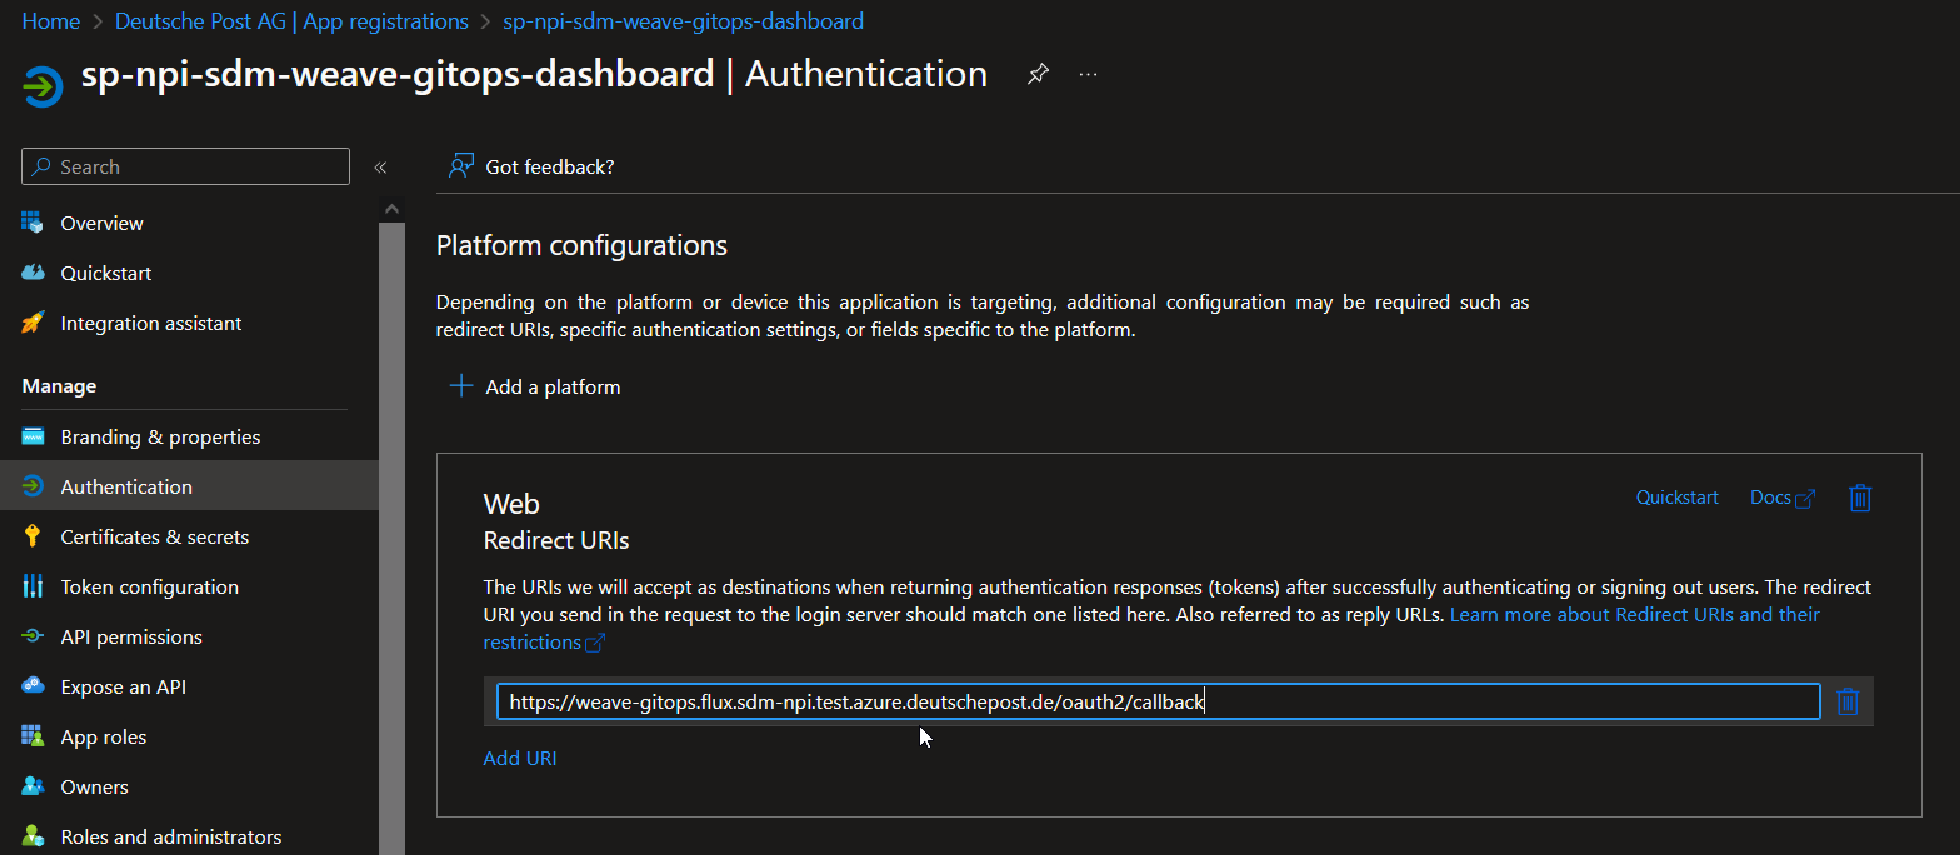 Home > Deutsche Post AG | App registrations > sp-npi-sdm-weave-gitops-dashboard
sp-npi-sdm-weave-gitops-dashboard | Authentication
Search
Overview
Quickstart
Integration assistant
Manage
Branding & properties
Authentication
Certificates & secrets
Token configuration
API permissions
Expose an API
App roles
Owners
Roles and administrators
Got feedback?
Platform configurations
Depending on the platform or device this application is targeting, additional configuration may be required such as
redirect URIs, specific authentication settings, or fields specific to the platform.
Add a platform
Web
Quickstart Docs
Redirect URIs
The URIs we will accept as destinations when returning authentication responses (tokens) after successfully authenticating or signing out users. The redirect
URI you send in the request to the login server should match one listed here. Also referred to as reply URLs. Learn more about Redirect URIs and their
restrictions
https://weave-gitops.flux.sdm-npi.test.azure.deutschepost.de/oauth2/callback
Add URI